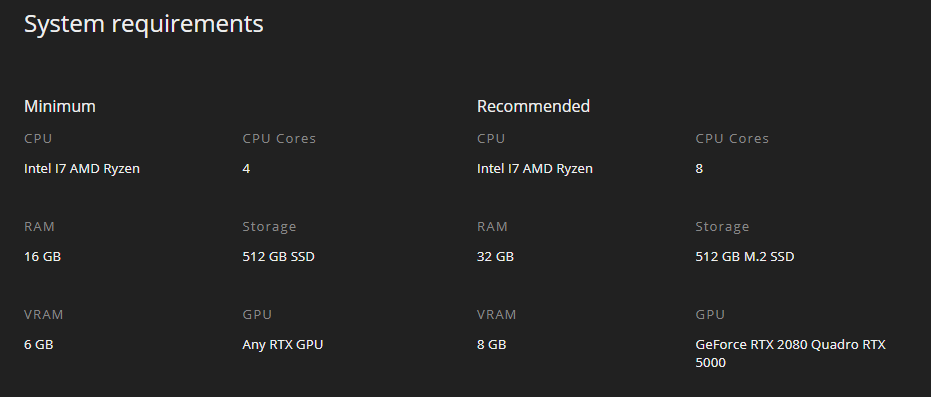 System requirements
Minimum
Recommended
CPU
CPU Cores
CPU
CPU Cores
Intel I7 AMD Ryzen
4
Intel I7 AMD Ryzen
8
RAM
Storage
RAM
Storage
16 GB
512 GB SSD
32 GB
512 GB M.2 SSD
VRAM
GPU
VRAM
GPU
6 GB
Any RTX GPU
8 GB
GeForce RTX 2080 Quadro RTX
5000